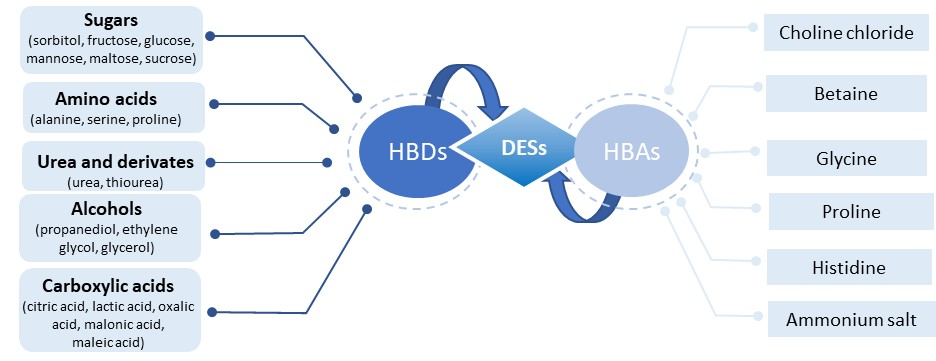 Sugars
(sorbitol, fructose, glucose,
mannose, maltose, sucrose)
Amino acids
(alanine, serine, proline)
Urea and derivates
(urea, thiourea)
Alcohols
(propanediol, ethylene
glycol, glycerol)
Carboxylic acids
(citric acid, lactic acid, oxalic
acid, malonic acid,
maleic acid)
HBDs
DESs
HBAs
Choline chloride
Betaine
Glycine
Proline
Histidine
Ammonium salt